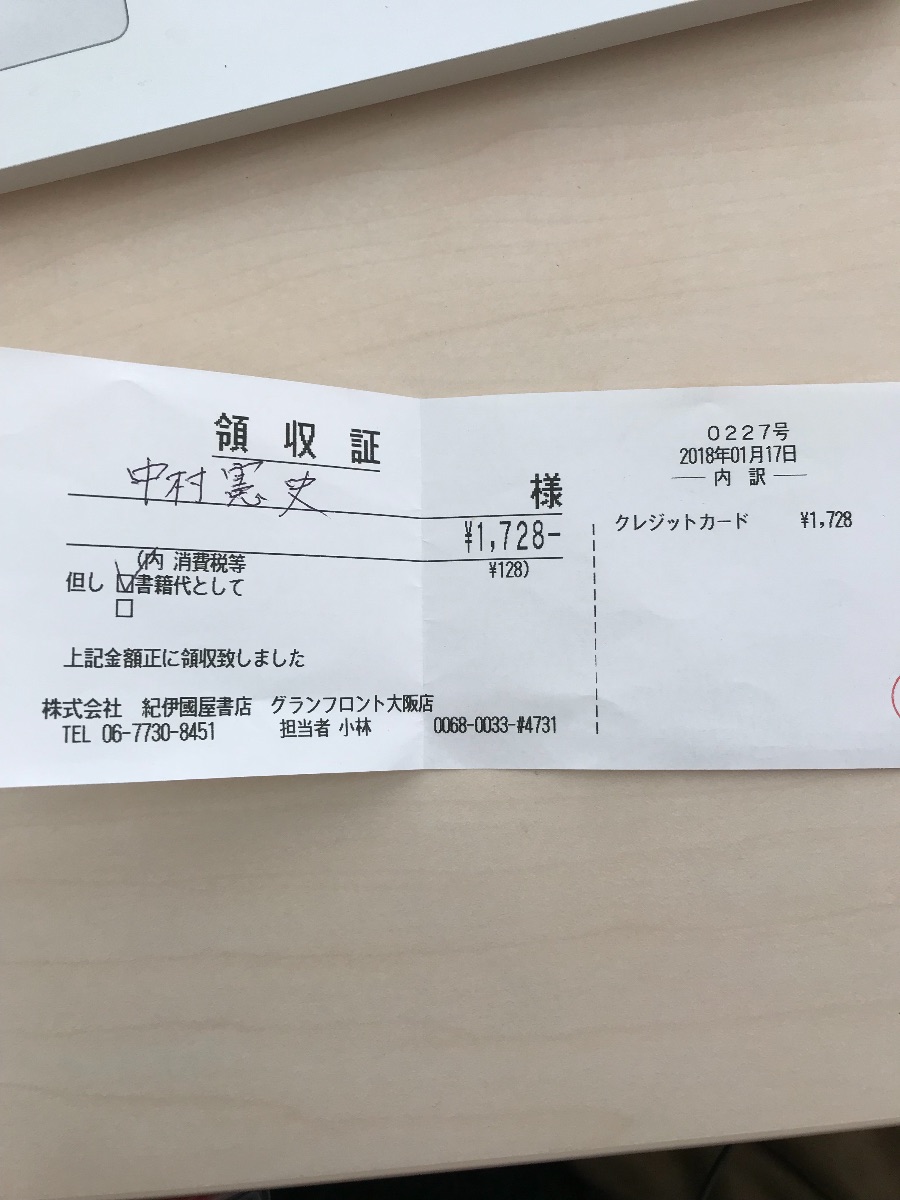 領収証
中村憲史 様
¥1,728-
(内 消費税等 ¥128)
但し ☑書籍代として
□
上記金額正に領収致しました
株式会社 紀伊國屋書店 グランフロント大阪店
TEL 06-7730-8451 担当者 小林 0068-0033-#4731
0227号
2018年01月17日
内 訳
クレジットカード ¥1,728